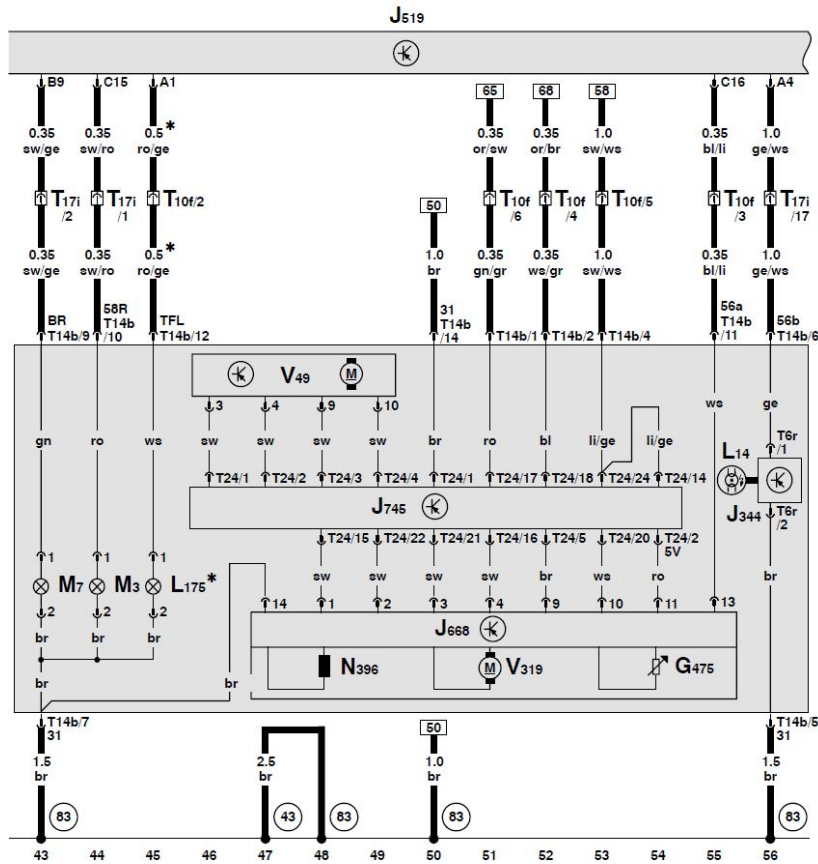 J519
B9 C15 A1 65 68 58 C16 A4
0.35 0.35 0.5* 0.35 0.35 1.0 0.35 1.0
sw/ge sw/ro ro/ge or/sw or/br sw/ws bl/li ge/ws
T17i T17i T10f/2 T10f T10f T10f/5 T10f T17i
/2 /1 50 /6 /4 /3 /17
0.35 0.35 0.5* 1.0 0.35 0.35 1.0 0.35 1.0
sw/ge sw/ro ro/ge br gn/gr ws/gr sw/ws bl/li ge/ws
BR 58R TFL 31 56a 56b
T14b/9 T14b T14b/12 T14b T14b/1 T14b/2 T14b/4 T14b T14b/6
/10 /14 /11
V49 M
3 4 9 10
ws ge
gn ro ws sw sw sw sw br ro bl li/ge li/ge
T6r
/1
L14
T24/1 T24/2 T24/3 T24/4 T24/1 T24/17 T24/18 T24/24 T24/14
J745
J344 T6r
/2
T24/15 T24/22 T24/21 T24/16 T24/5 T24/20 T24/2
5V
1 1 1
sw sw sw sw br ws ro br
M7 M3 L175*
2 2 2
14 1 2 3 4 9 10 11 13
br br br
J668
N396 M V319 G475
br br
T14b/7 50 T14b/5
31 31
1.5 2.5 1.0 1.5
br br br br
83 43 83 83 83
43 44 45 46 47 48 49 50 51 52 53 54 55 56